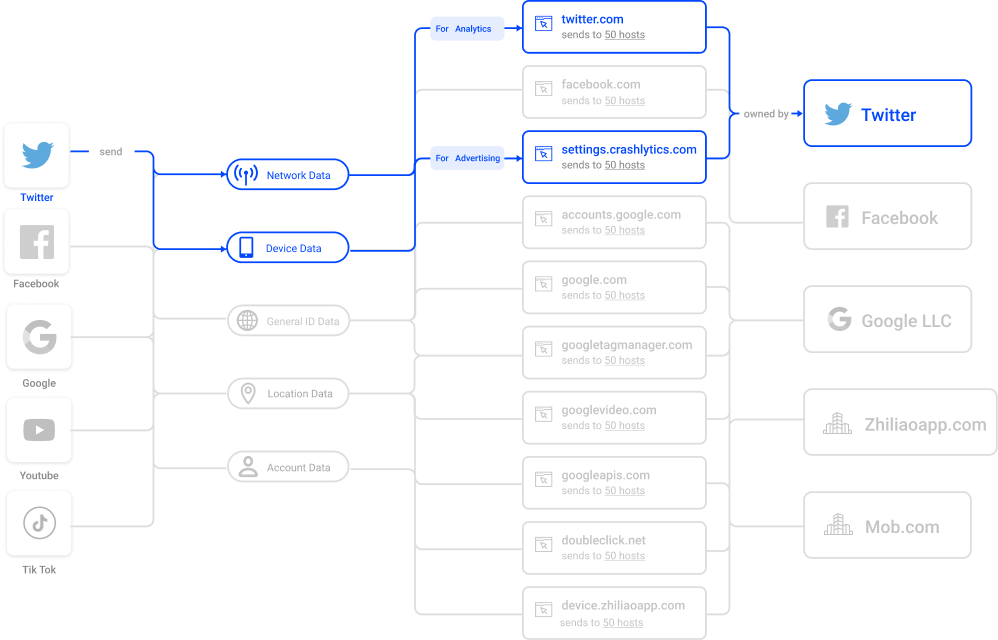 Twitter
Facebook
Google
Youtube
Tik Tok
send
Network Data
Device Data
General ID Data
Location Data
Account Data
For Analytics
For Advertising
twitter.com
sends to 50 hosts
facebook.com
sends to 50 hosts
settings.crashlytics.com
sends to 50 hosts
accounts.google.com
sends to 50 hosts
google.com
sends to 50 hosts
googletagmanager.com
sends to 50 hosts
googlevideo.com
sends to 50 hosts
googleapis.com
sends to 50 hosts
doubleclick.net
sends to 50 hosts
device.zhiliaoapp.com
sends to 50 hosts
owned by
Twitter
Facebook
Google LLC
Zhiliaoapp.com
Mob.com